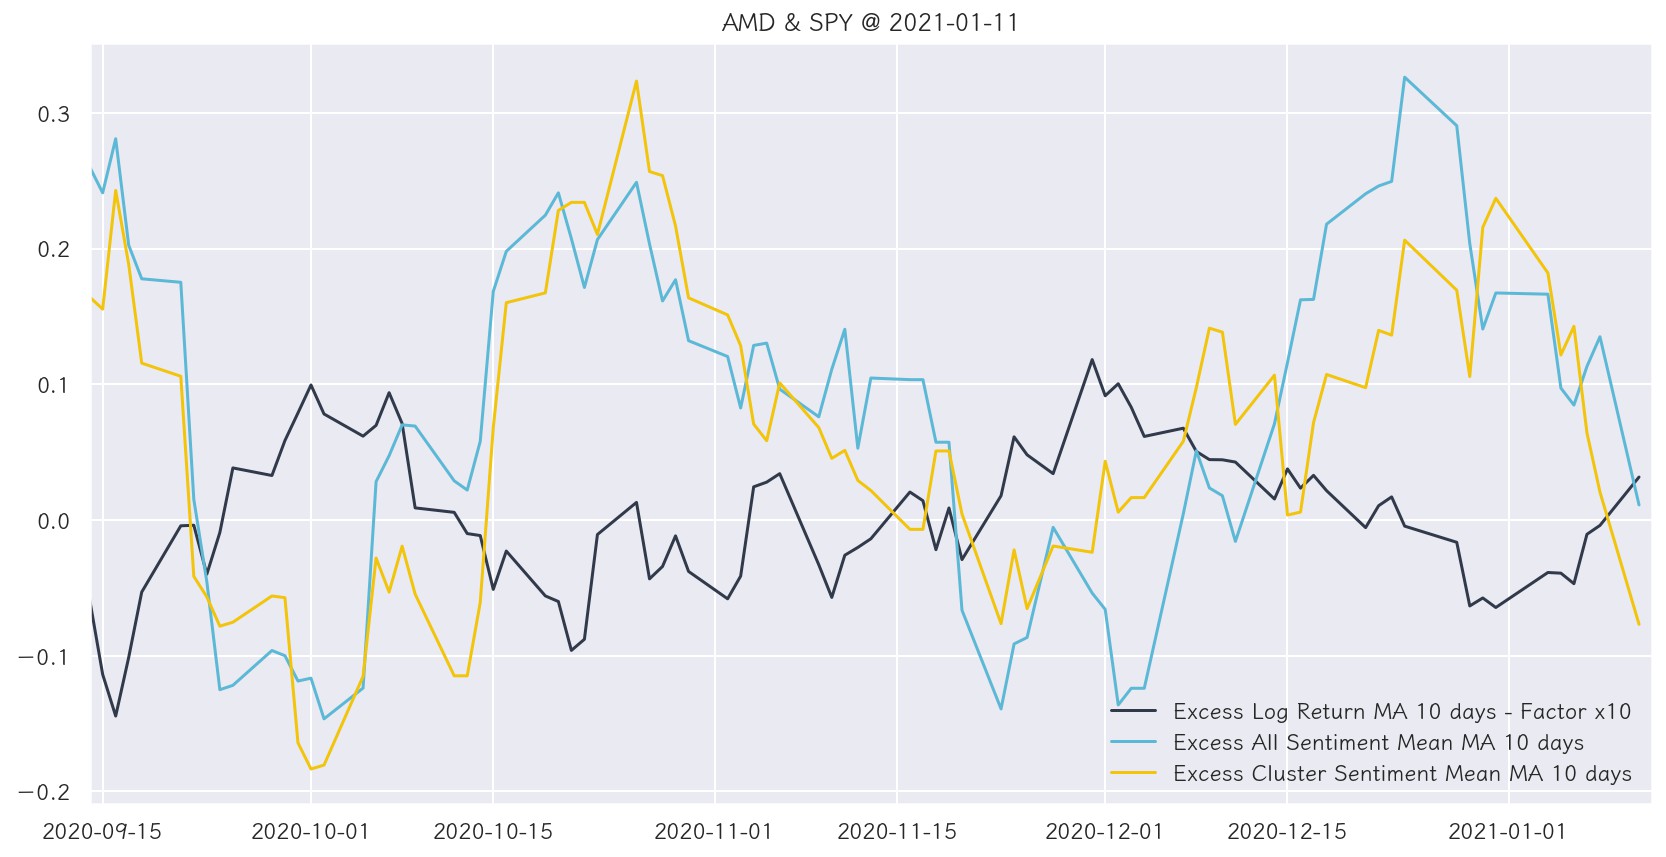 AMD & SPY @ 2021-01-11
0.3
0.2
0.1
0.0
−0.1
−0.2
Excess Log Return MA 10 days - Factor x10
Excess All Sentiment Mean MA 10 days
Excess Cluster Sentiment Mean MA 10 days
2020-09-15 2020-10-01 2020-10-15 2020-11-01 2020-11-15 2020-12-01 2020-12-15 2021-01-01